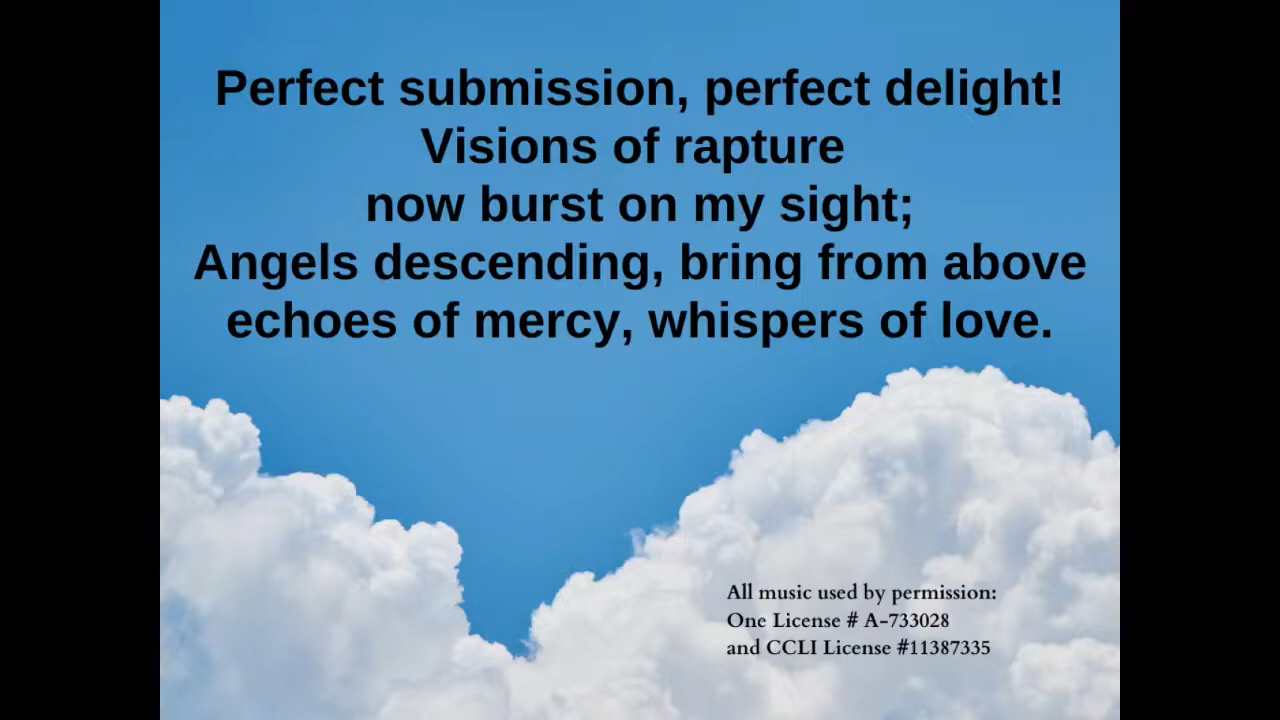 Perfect submission, perfect delight!
Visions of rapture
now burst on my sight;
Angels descending, bring from above
echoes of mercy, whispers of love.
All music used by permission:
One License # A-733028
and CCLI License #11387335